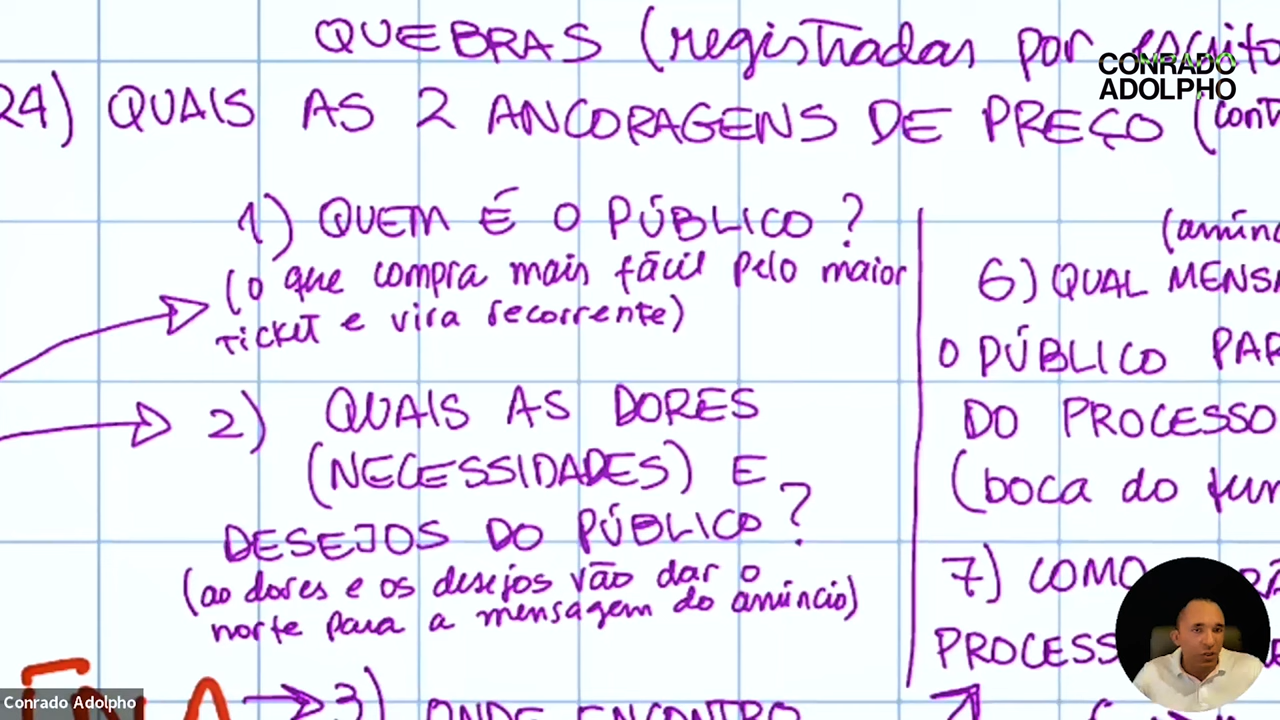 QUEBRAS (registradas por escrito
CONRADO
ADOLPHO
24) QUAIS AS 2 ANCORAGENS DE PREÇO (cont
1) QUEM É O PÚBLICO?
(o que compra mais fácil pelo maior
ticket e vira recorrente)
2) QUAIS AS DORES
(NECESSIDADES) E
DESEJOS DO PÚBLICO?
(as dores e os desejos vão dar o
norte para a mensagem do anúncio)
3) ONDE ENCONTRO
(anúnc
6) QUAL MENSA
O PÚBLICO PAR
DO PROCESSO
(boca do fun
7) COMO
PROCESS
Conrado Adolpho